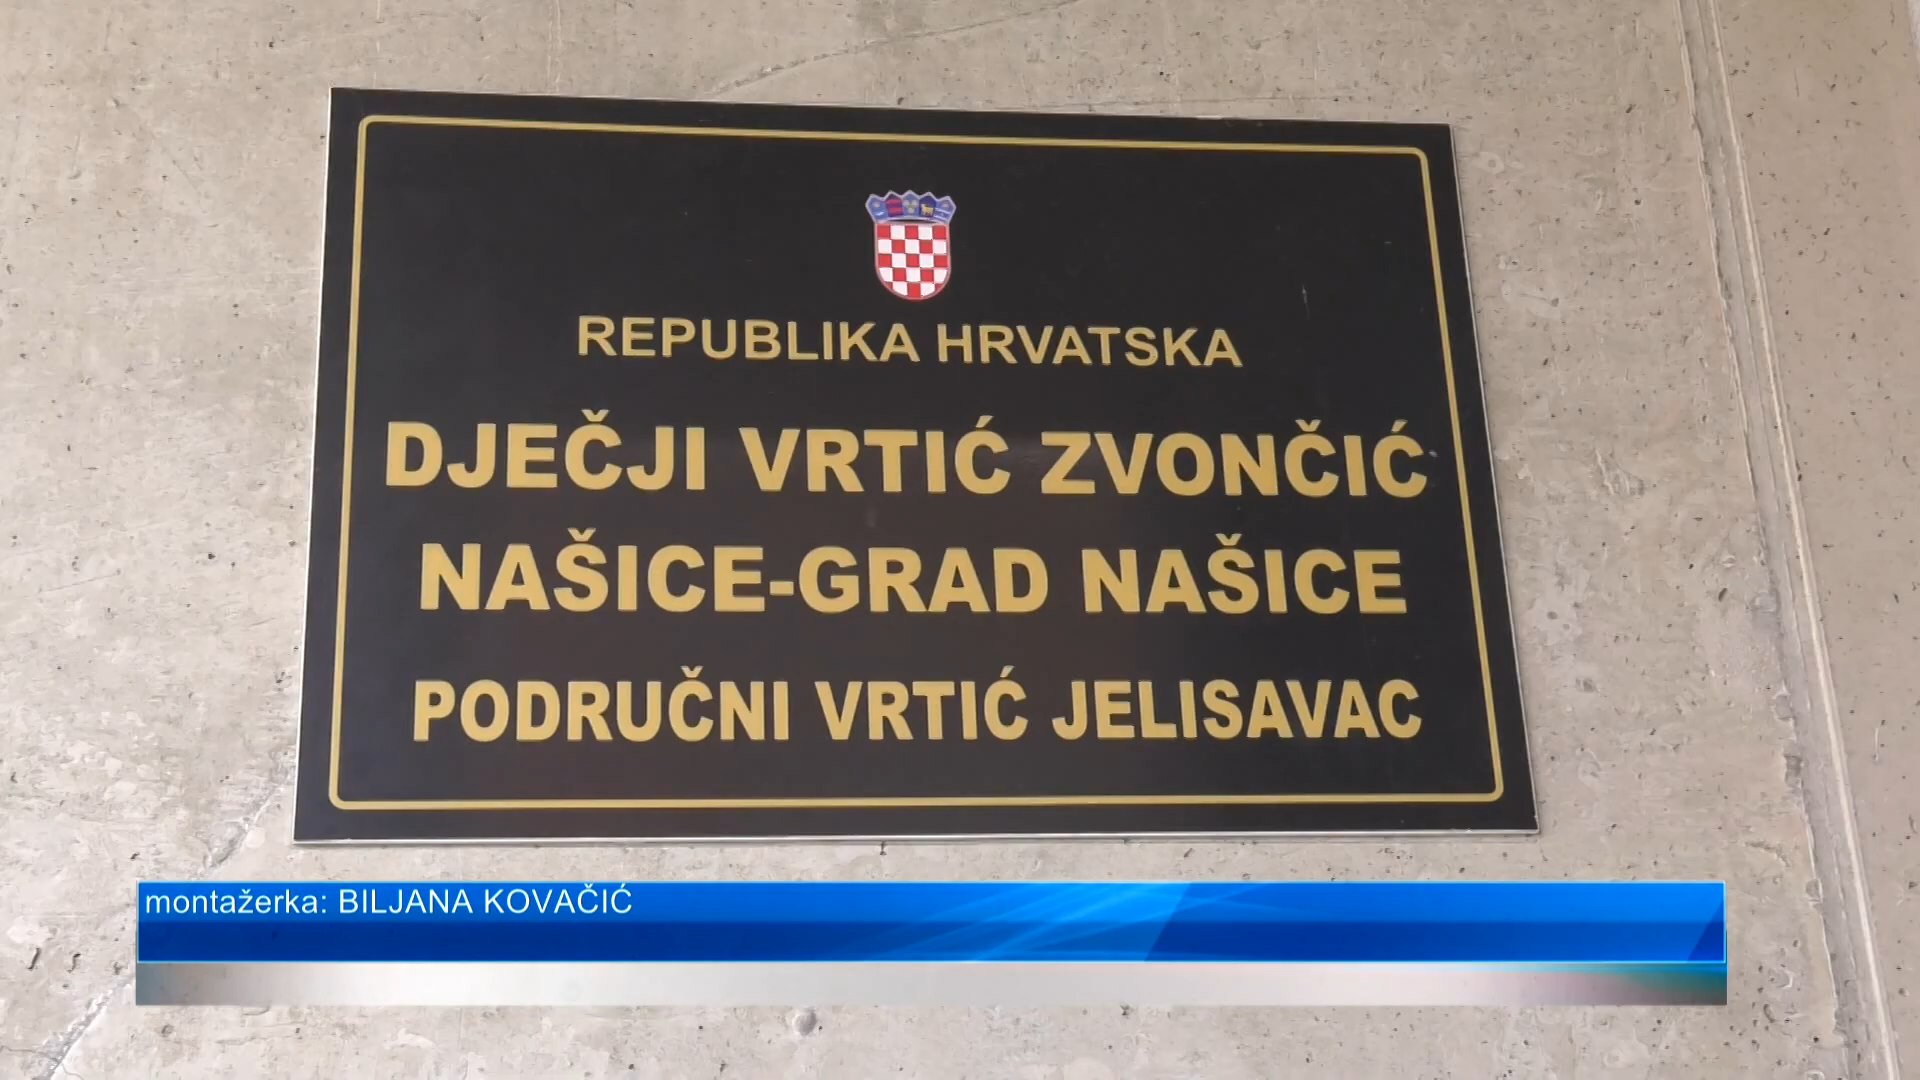 REPUBLIKA HRVATSKA
DJEČJI VRTIĆ ZVONČIĆ
NAŠICE-GRAD NAŠICE
PODRUČNI VRTIĆ JELISAVAC
montažerka: BILJANA KOVAČIĆ